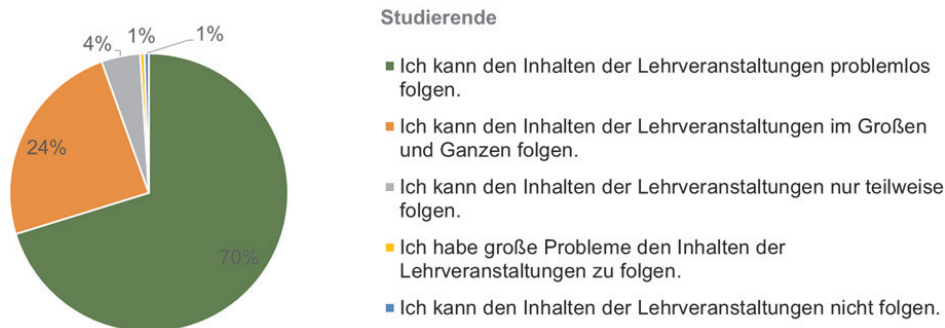 Studierende
4%
1%
1%
24%
70%
Ich kann den Inhalten der Lehrveranstaltungen problemlos
folgen.
Ich kann den Inhalten der Lehrveranstaltungen im Großen
und Ganzen folgen.
Ich kann den Inhalten der Lehrveranstaltungen nur teilweise
folgen.
Ich habe große Probleme den Inhalten der
Lehrveranstaltungen zu folgen.
Ich kann den Inhalten der Lehrveranstaltungen nicht folgen.